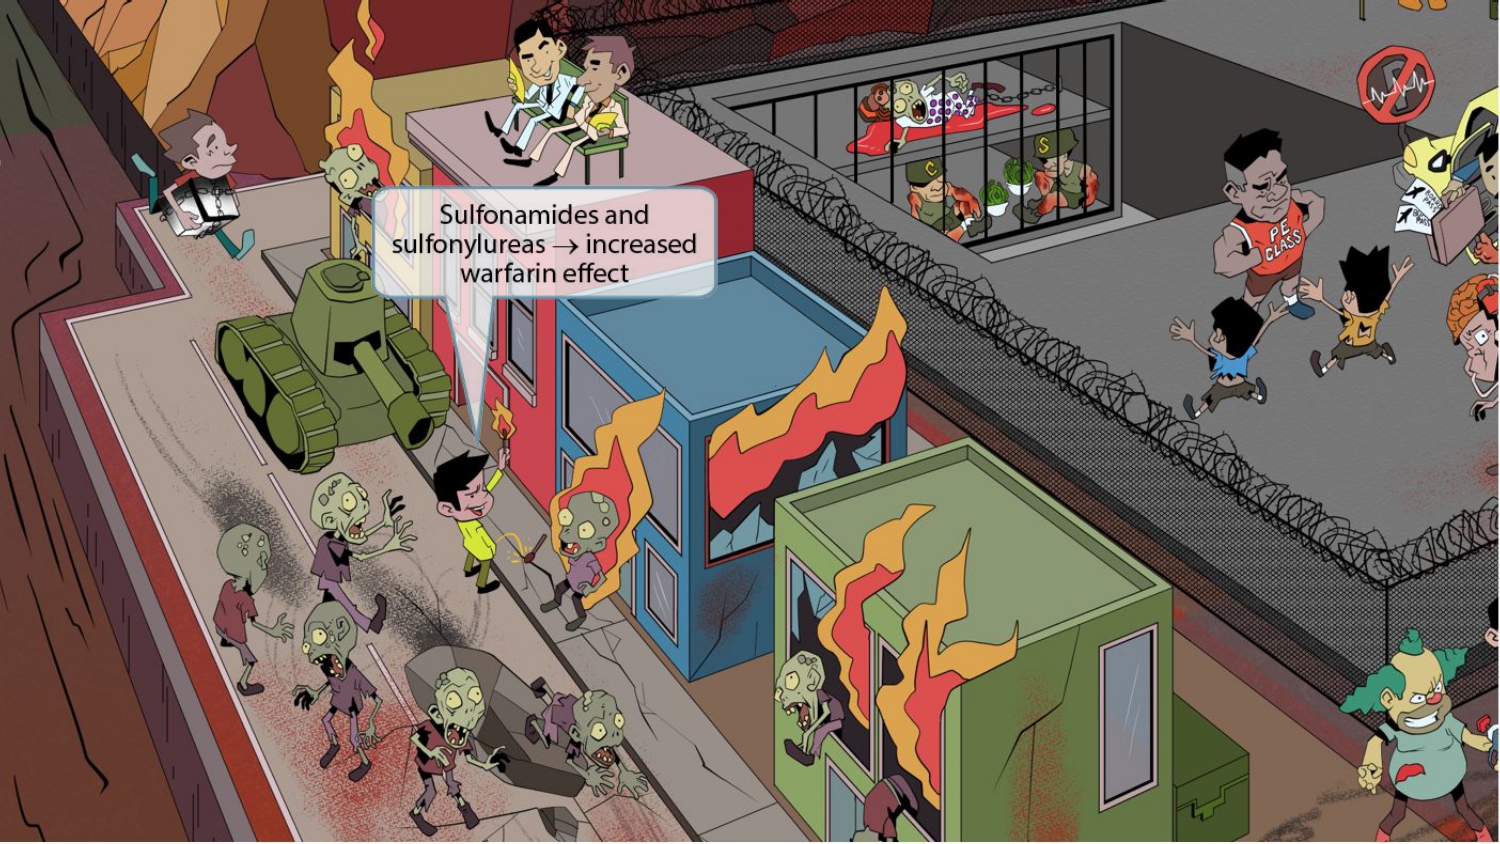 Sulfonamides and
sulfonylureas → increased
warfarin effect
C
S
PE
CLASS